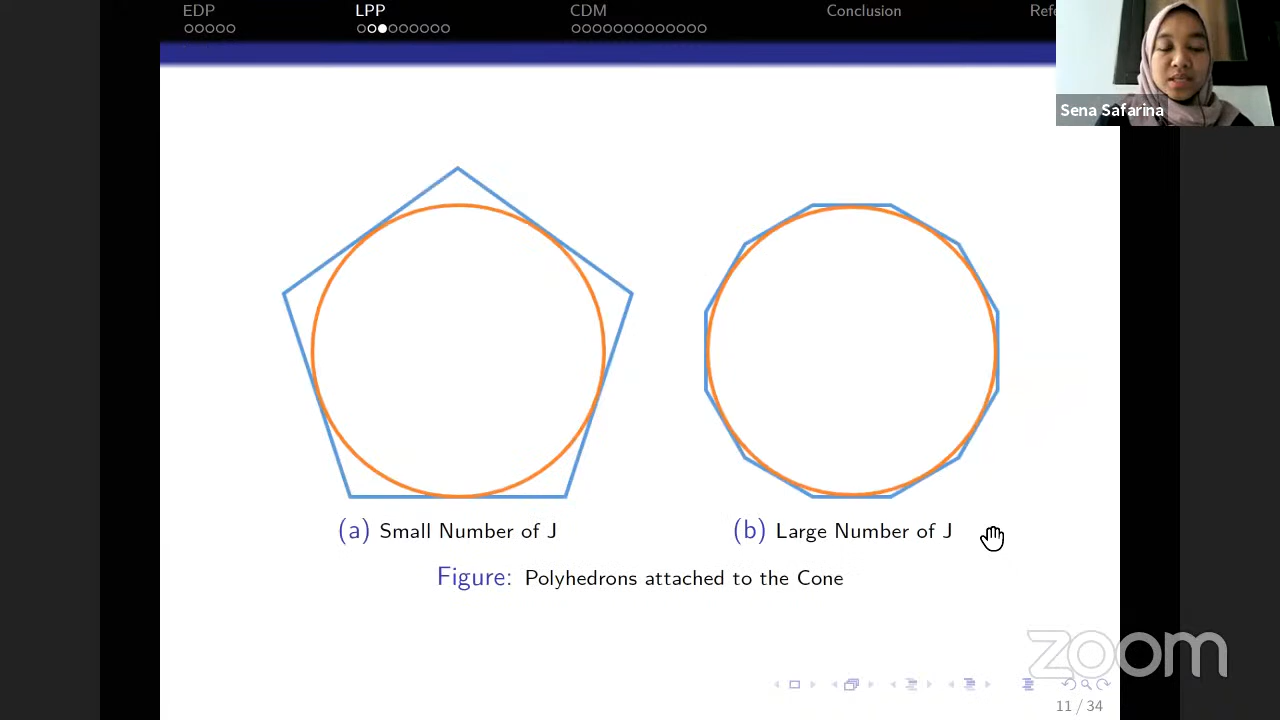 EDP LPP CDM Conclusion Refe
Sena Safarina
(a) Small Number of J
(b) Large Number of J
Figure: Polyhedrons attached to the Cone
zoom
11 / 34